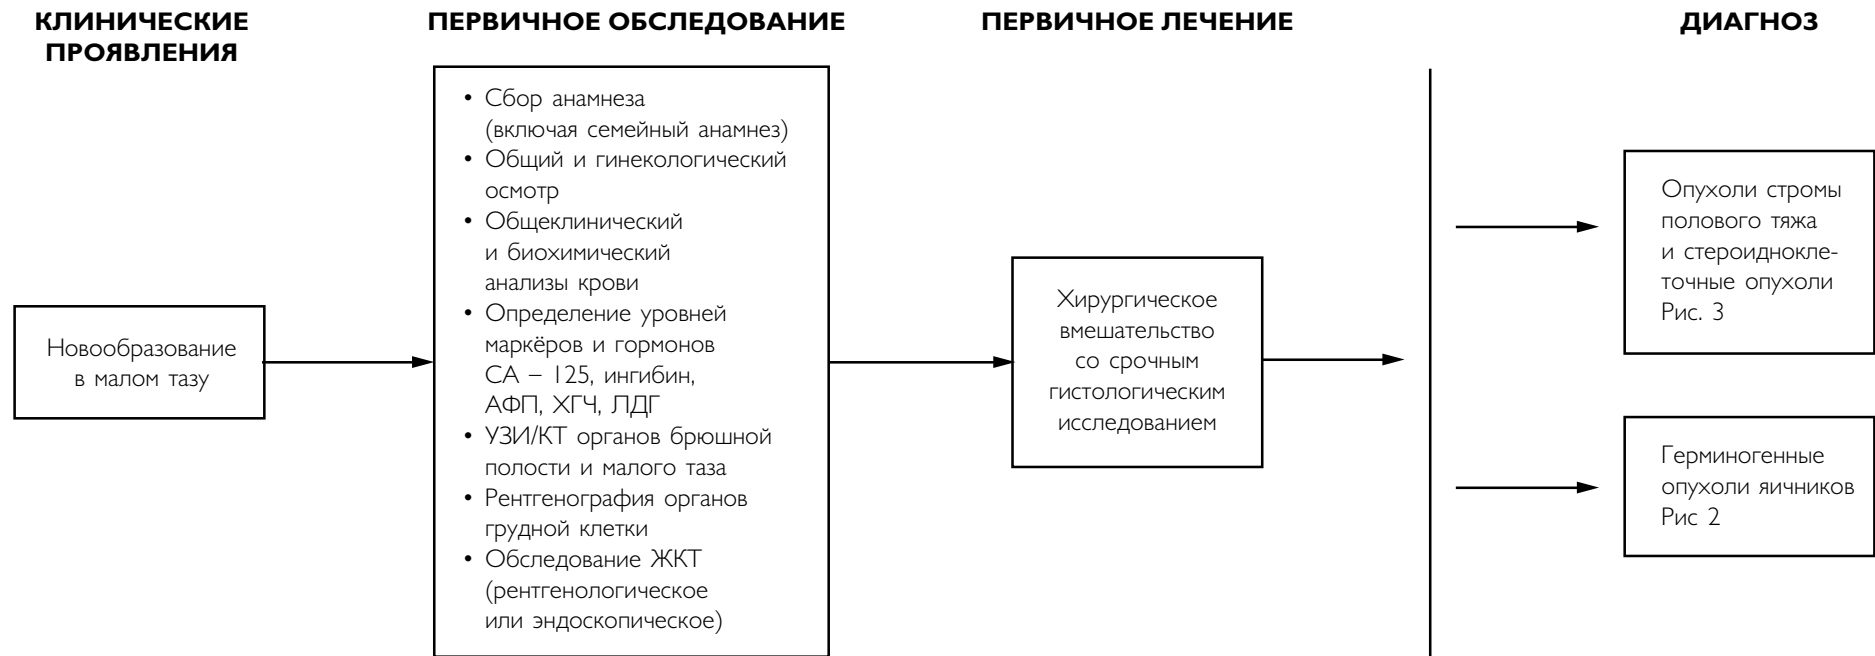 КЛИНИЧЕСКИЕ
ПРОЯВЛЕНИЯ
ПЕРВИЧНОЕ ОБСЛЕДОВАНИЕ
ПЕРВИЧНОЕ ЛЕЧЕНИЕ
ДИАГНОЗ
Новообразование
в малом тазу
• Сбор анамнеза
(включая семейный анамнез)
• Общий и гинекологический
осмотр
• Общеклинический
и биохимический
анализы крови
• Определение уровней
маркёров и гормонов
СА – 125, ингибин,
АФП, ХГЧ, ЛДГ
• УЗИ/КТ органов брюшной
полости и малого таза
• Рентгенография органов
грудной клетки
• Обследование ЖКТ
(рентгенологическое
или эндоскопическое)
Хирургическое
вмешательство
со срочным
гистологическим
исследованием
Опухоли стромы
полового тяжа
и стероидноkле-
точные опухоли
Рис. 3
Герминогенные
опухоли яичников
Рис 2